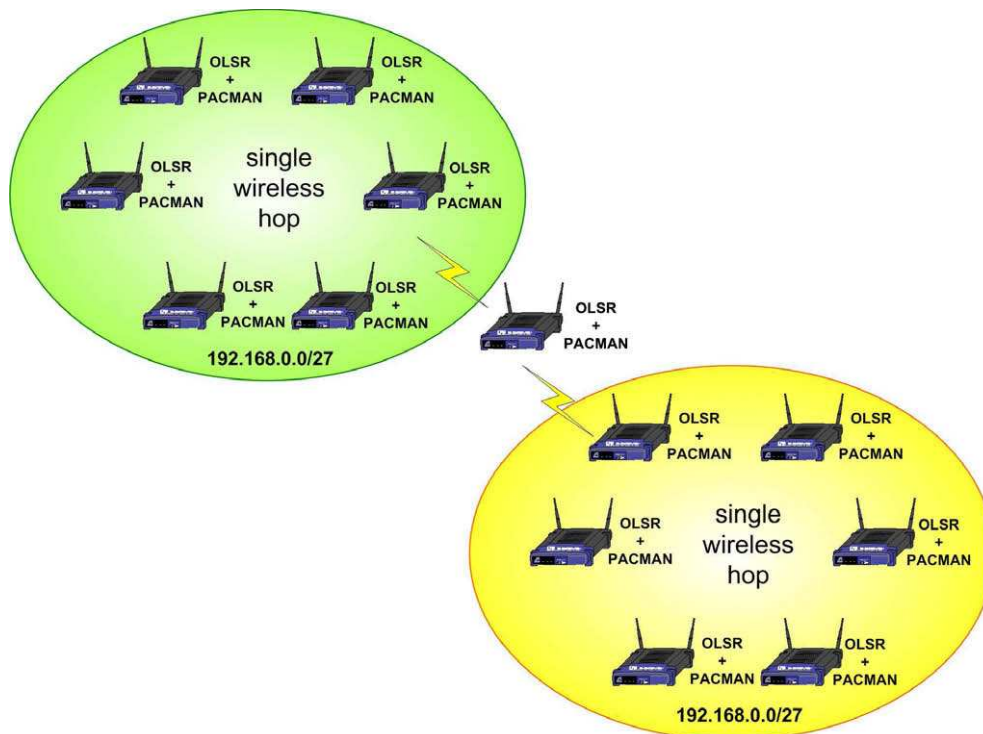 OLSR
+
PACMAN
OLSR
+
PACMAN
OLSR
+
PACMAN
single
wireless
hop
OLSR
+
PACMAN
OLSR
+
PACMAN
OLSR
+
PACMAN
192.168.0.0/27
OLSR
+
PACMAN
OLSR
+
PACMAN
OLSR
+
PACMAN
OLSR
+
PACMAN
single
wireless
hop
OLSR
+
PACMAN
OLSR
+
PACMAN
OLSR
+
PACMAN
192.168.0.0/27